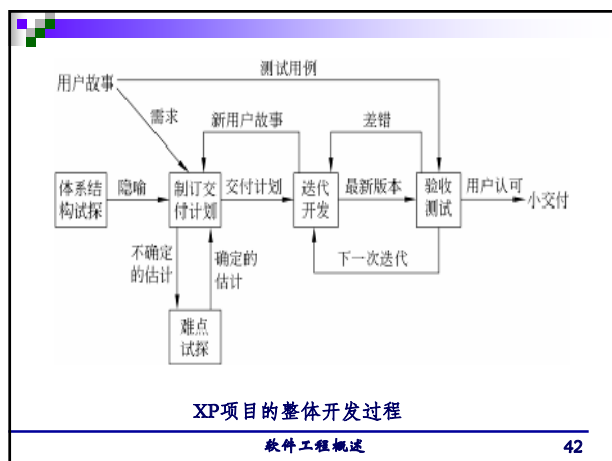 测试用例
用户故事
需求
新用户故事
差错
体系结
构试探
隐喻
制订交
付计划
交付计划
迭代
开发
最新版本
验收
测试
用户认可
小交付
不确定
的估计
确定的
估计
下一次迭代
难点
试探
XP项目的整体开发过程
软件工程概述
42